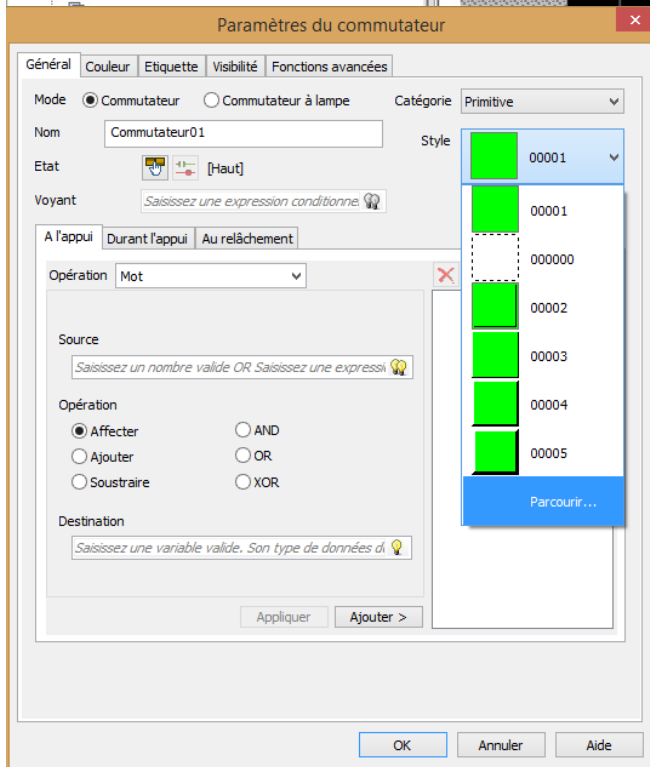 Paramètres du commutateur
Général Couleur Etiquette Visibilité Fonctions avancées
Mode Commutateur Commutateur à lampe Catégorie Primitive
Nom Commutateur01 Style 00001
Etat [Haut]
Voyant Saisissez une expression conditionne
00001
A l'appui Durant l'appui Au relâchement
000000
Opération Mot
00002
Source
00003
Saisissez un nombre valide OR Saisissez une expressi
Opération
00004
Affecter AND
Ajouter OR
00005
Soustraire XOR
Parcourir...
Destination
Saisissez une variable valide. Son type de données d
Appliquer Ajouter >
OK Annuler Aide